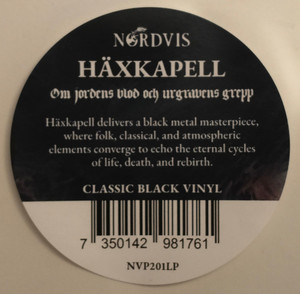 NORDVIS
HÄXKAPELL
Om jordens blod och urgravens grepp
Häxkapell delivers a black metal masterpiece,
where folk, classical, and atmospheric
elements converge to echo the eternal cycles
of life, death, and rebirth.
CLASSIC BLACK VINYL
7 350142 981761
NVP201LP